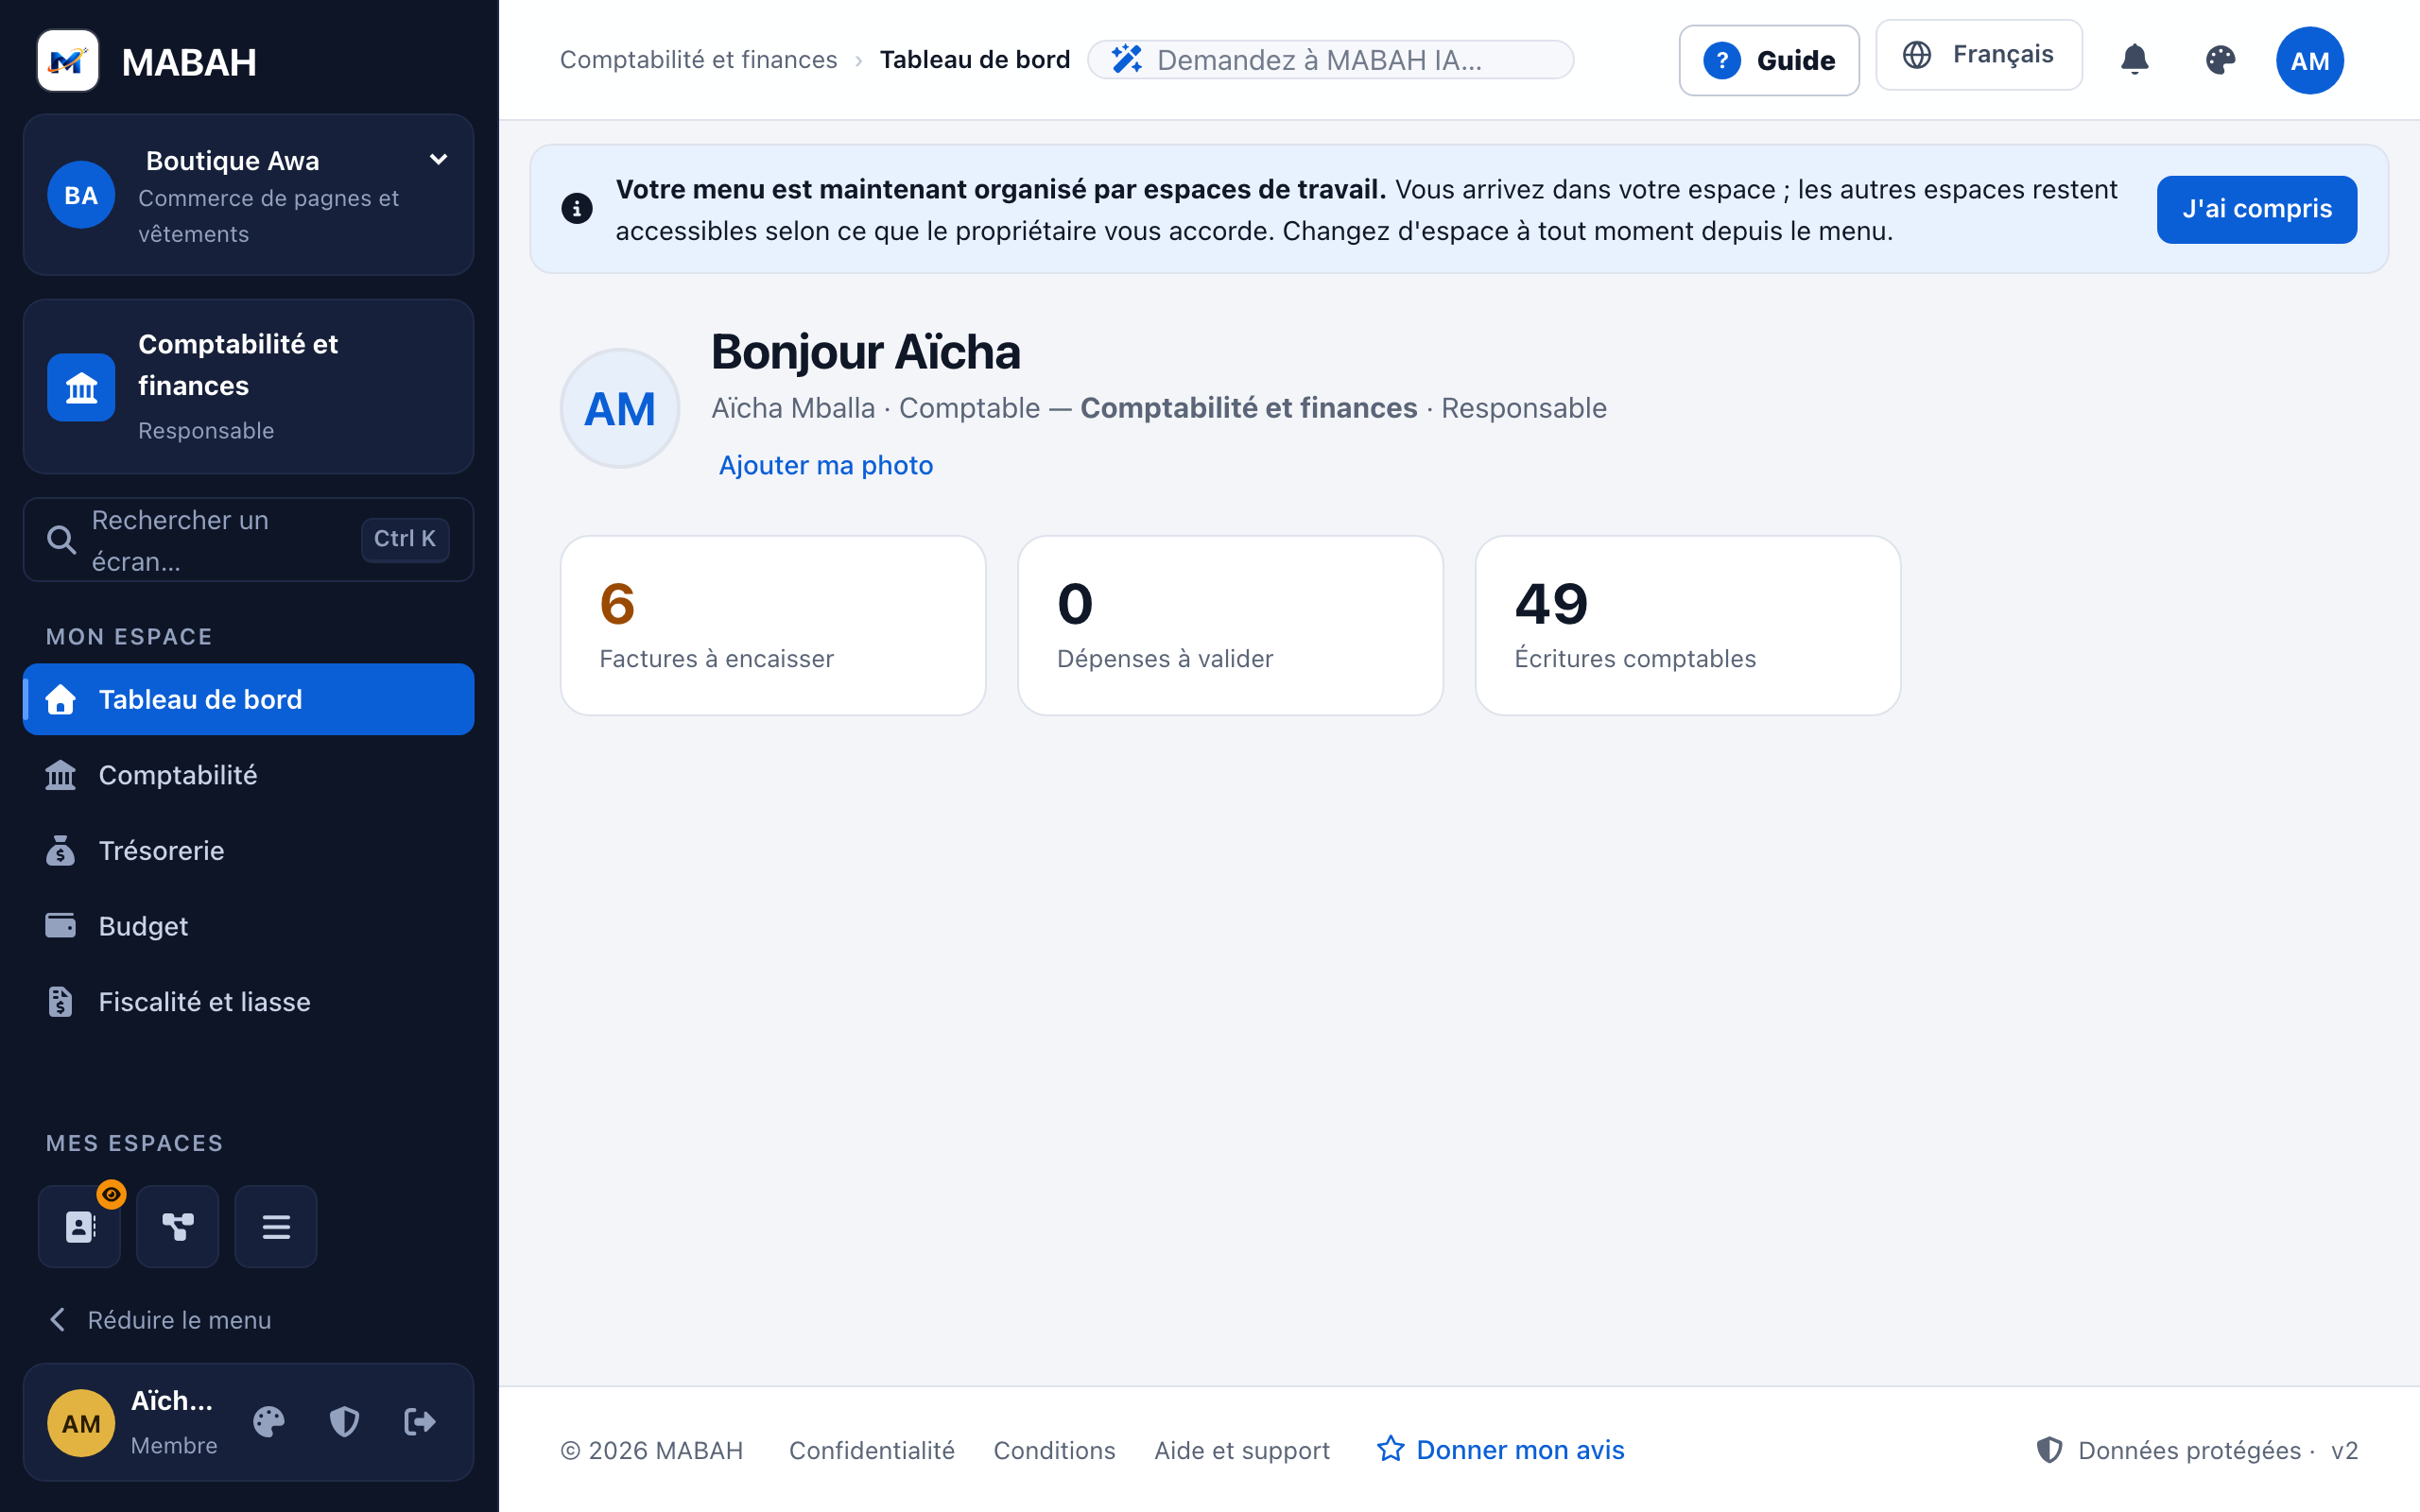 MABAH
BA
Boutique Awa
Commerce de pagnes et
vêtements
Comptabilité et
finances
Responsable
Rechercher un
écran...
Ctrl K
MON ESPACE
Tableau de bord
Comptabilité
Trésorerie
Budget
Fiscalité et liasse
MES ESPACES
Réduire le menu
AM
Aïch...
Membre
Comptabilité et finances › Tableau de bord
Demandez à MABAH IA...
? Guide
Français
AM
Votre menu est maintenant organisé par espaces de travail. Vous arrivez dans votre espace ; les autres espaces restent
accessibles selon ce que le propriétaire vous accorde. Changez d'espace à tout moment depuis le menu.
J'ai compris
AM
Bonjour Aïcha
Aïcha Mballa · Comptable — Comptabilité et finances · Responsable
Ajouter ma photo
6
Factures à encaisser
0
Dépenses à valider
49
Écritures comptables
© 2026 MABAH
Confidentialité
Conditions
Aide et support
Donner mon avis
Données protégées · v2